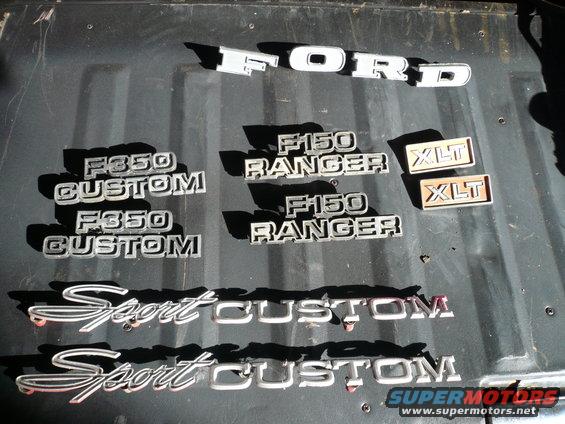 FORD
F350
CUSTOM
F150
RANGER
XLT
F350
CUSTOM
F150
RANGER
XLT
Sport CUSTOM
Sport CUSTOM
SUPERMOTORS
www.supermotors.net